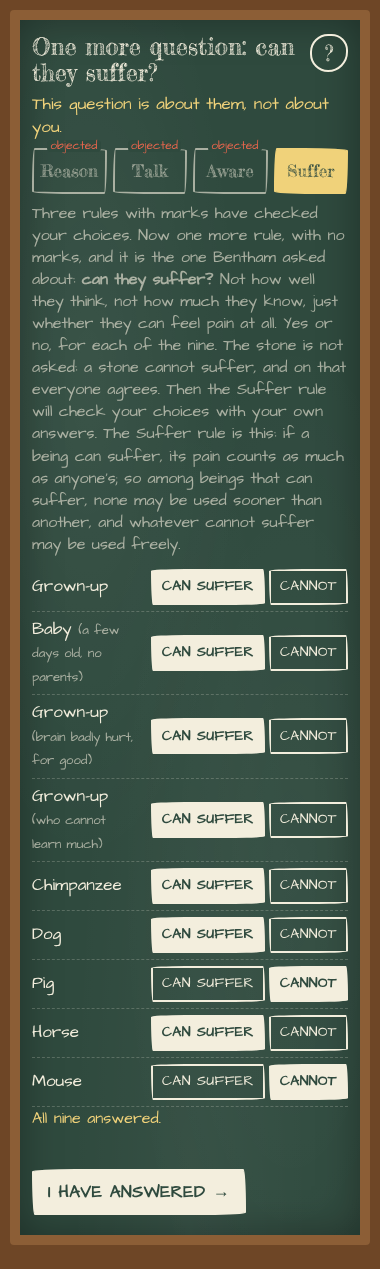 One more question: can
they suffer?
?
This question is about them, not about
you.
objected objected objected
Reason Talk Aware Suffer
Three rules with marks have checked
your choices. Now one more rule, with no
marks, and it is the one Bentham asked
about: can they suffer? Not how well
they think, not how much they know, just
whether they can feel pain at all. Yes or
no, for each of the nine. The stone is not
asked: a stone cannot suffer, and on that
everyone agrees. Then the Suffer rule
will check your choices with your own
answers. The Suffer rule is this: if a
being can suffer, its pain counts as much
as anyone's; so among beings that can
suffer, none may be used sooner than
another, and whatever cannot suffer
may be used freely.
Grown-up CAN SUFFER CANNOT
Baby (a few
days old, no
parents)
CAN SUFFER CANNOT
Grown-up
(brain badly hurt,
for good)
CAN SUFFER CANNOT
Grown-up
(who cannot
learn much)
CAN SUFFER CANNOT
Chimpanzee CAN SUFFER CANNOT
Dog CAN SUFFER CANNOT
Pig CAN SUFFER CANNOT
Horse CAN SUFFER CANNOT
Mouse CAN SUFFER CANNOT
All nine answered.
I HAVE ANSWERED →